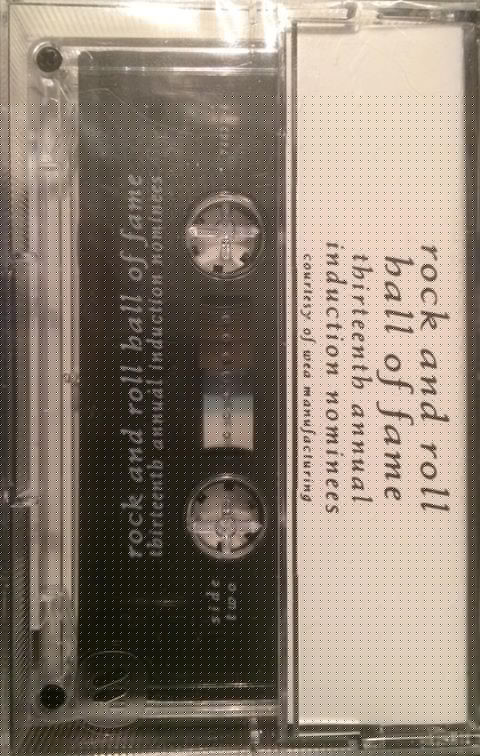 rock and roll
hall of fame
thirteenth annual
induction nominees
courtesy of wea manufacturing
rock and roll hall of fame
thirteenth annual induction nominees
side
two